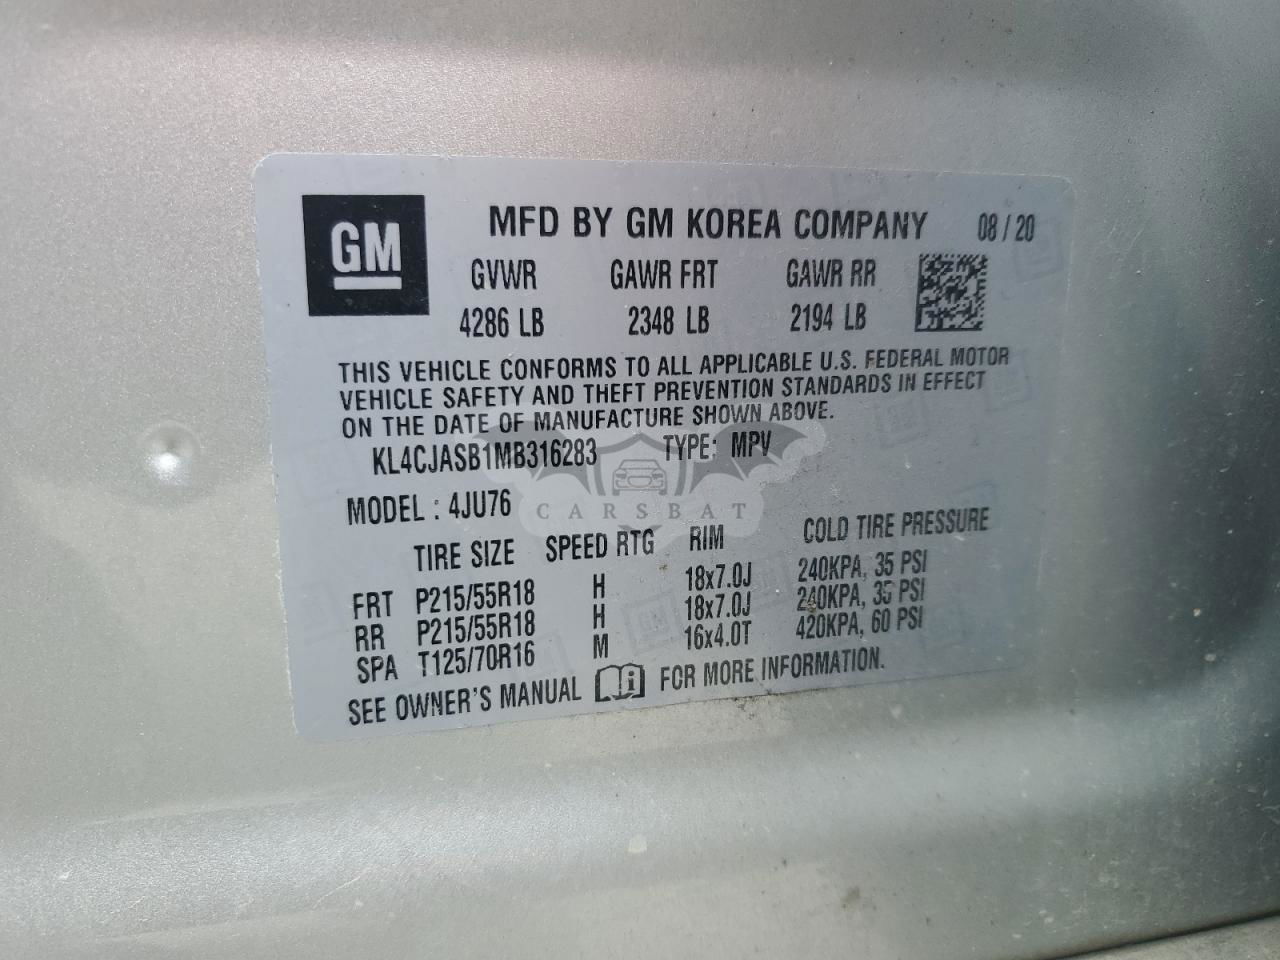 GM
MFD BY GM KOREA COMPANY 08 / 20
GVWR GAWR FRT GAWR RR
4286 LB 2348 LB 2194 LB
THIS VEHICLE CONFORMS TO ALL APPLICABLE U.S. FEDERAL MOTOR
VEHICLE SAFETY AND THEFT PREVENTION STANDARDS IN EFFECT
ON THE DATE OF MANUFACTURE SHOWN ABOVE.
KL4CJASB1MB316283 TYPE: MPV
MODEL : 4JU76
CARSBAT
TIRE SIZE SPEED RTG RIM COLD TIRE PRESSURE
FRT P215/55R18 H 18x7.0J 240KPA, 35 PSI
RR P215/55R18 H 18x7.0J 240KPA, 35 PSI
SPA T125/70R16 M 16x4.0T 420KPA, 60 PSI
SEE OWNER'S MANUAL FOR MORE INFORMATION.